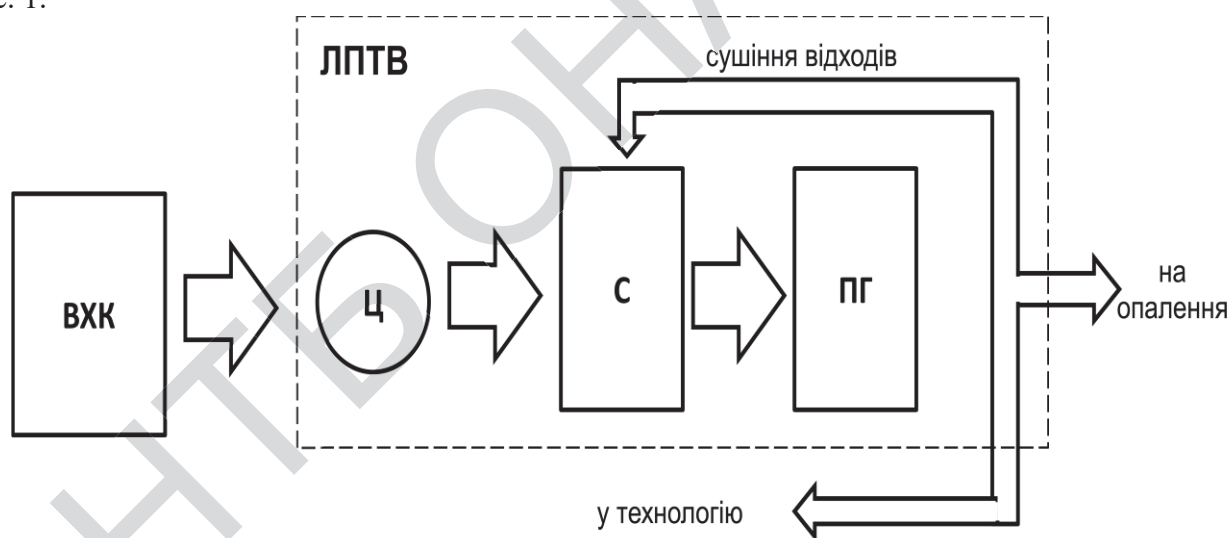 ЛПТВ
сушіння відходів
ВХК
Ц
С
ПГ
на
опалення
у технологію